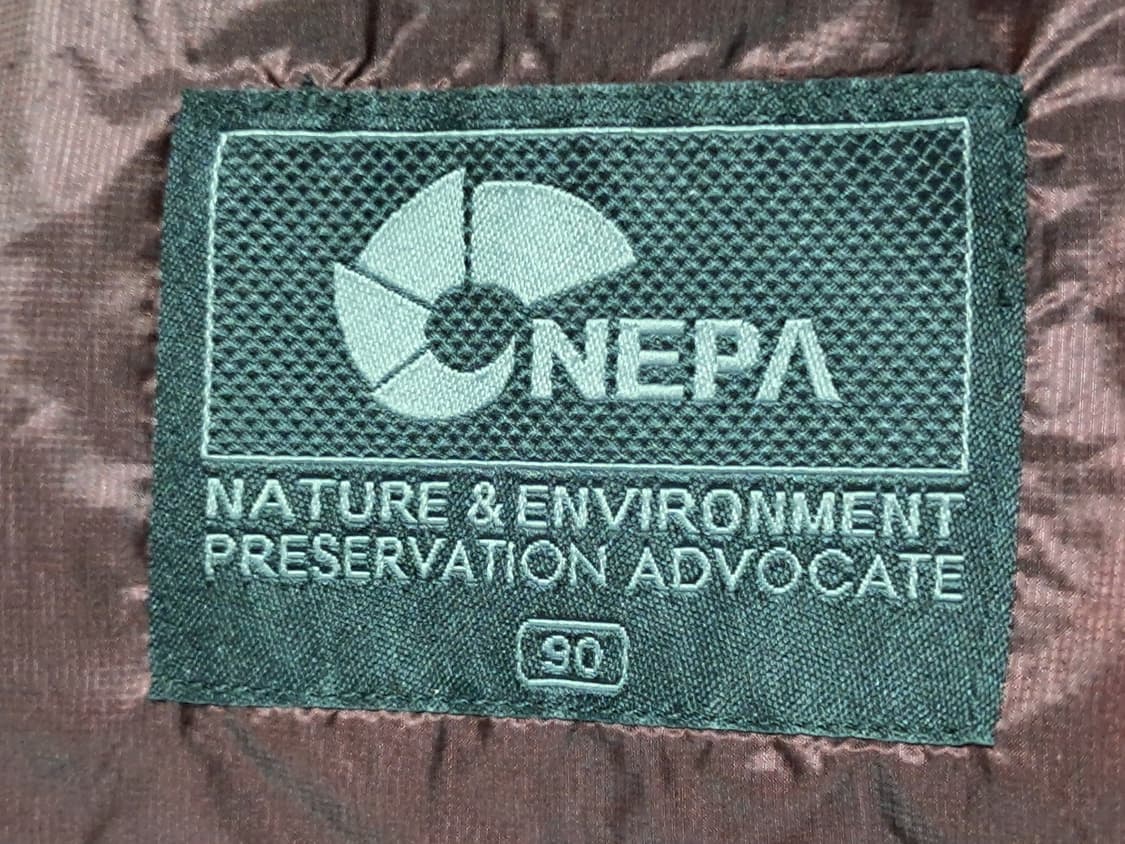 NEPA
NATURE & ENVIRONMENT
PRESERVATION ADVOCATE
90